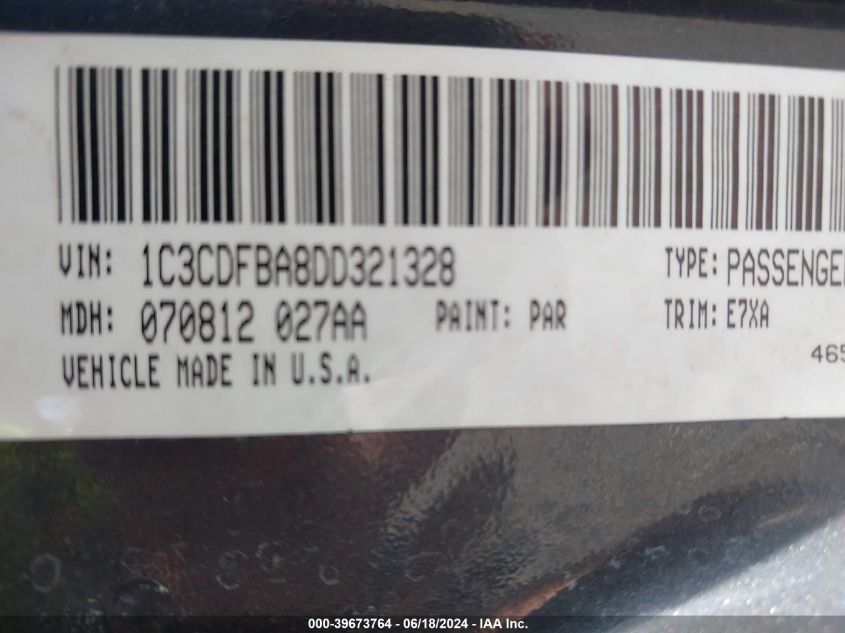 VIN: 1C3CDFBA8DD321328 TYPE: PASSENGER
MDH: 070812 027AA PAINT: PAR TRIM: E7XA
VEHICLE MADE IN U.S.A. 465
000-39673764 / 06/18/2024 - IAA Inc.